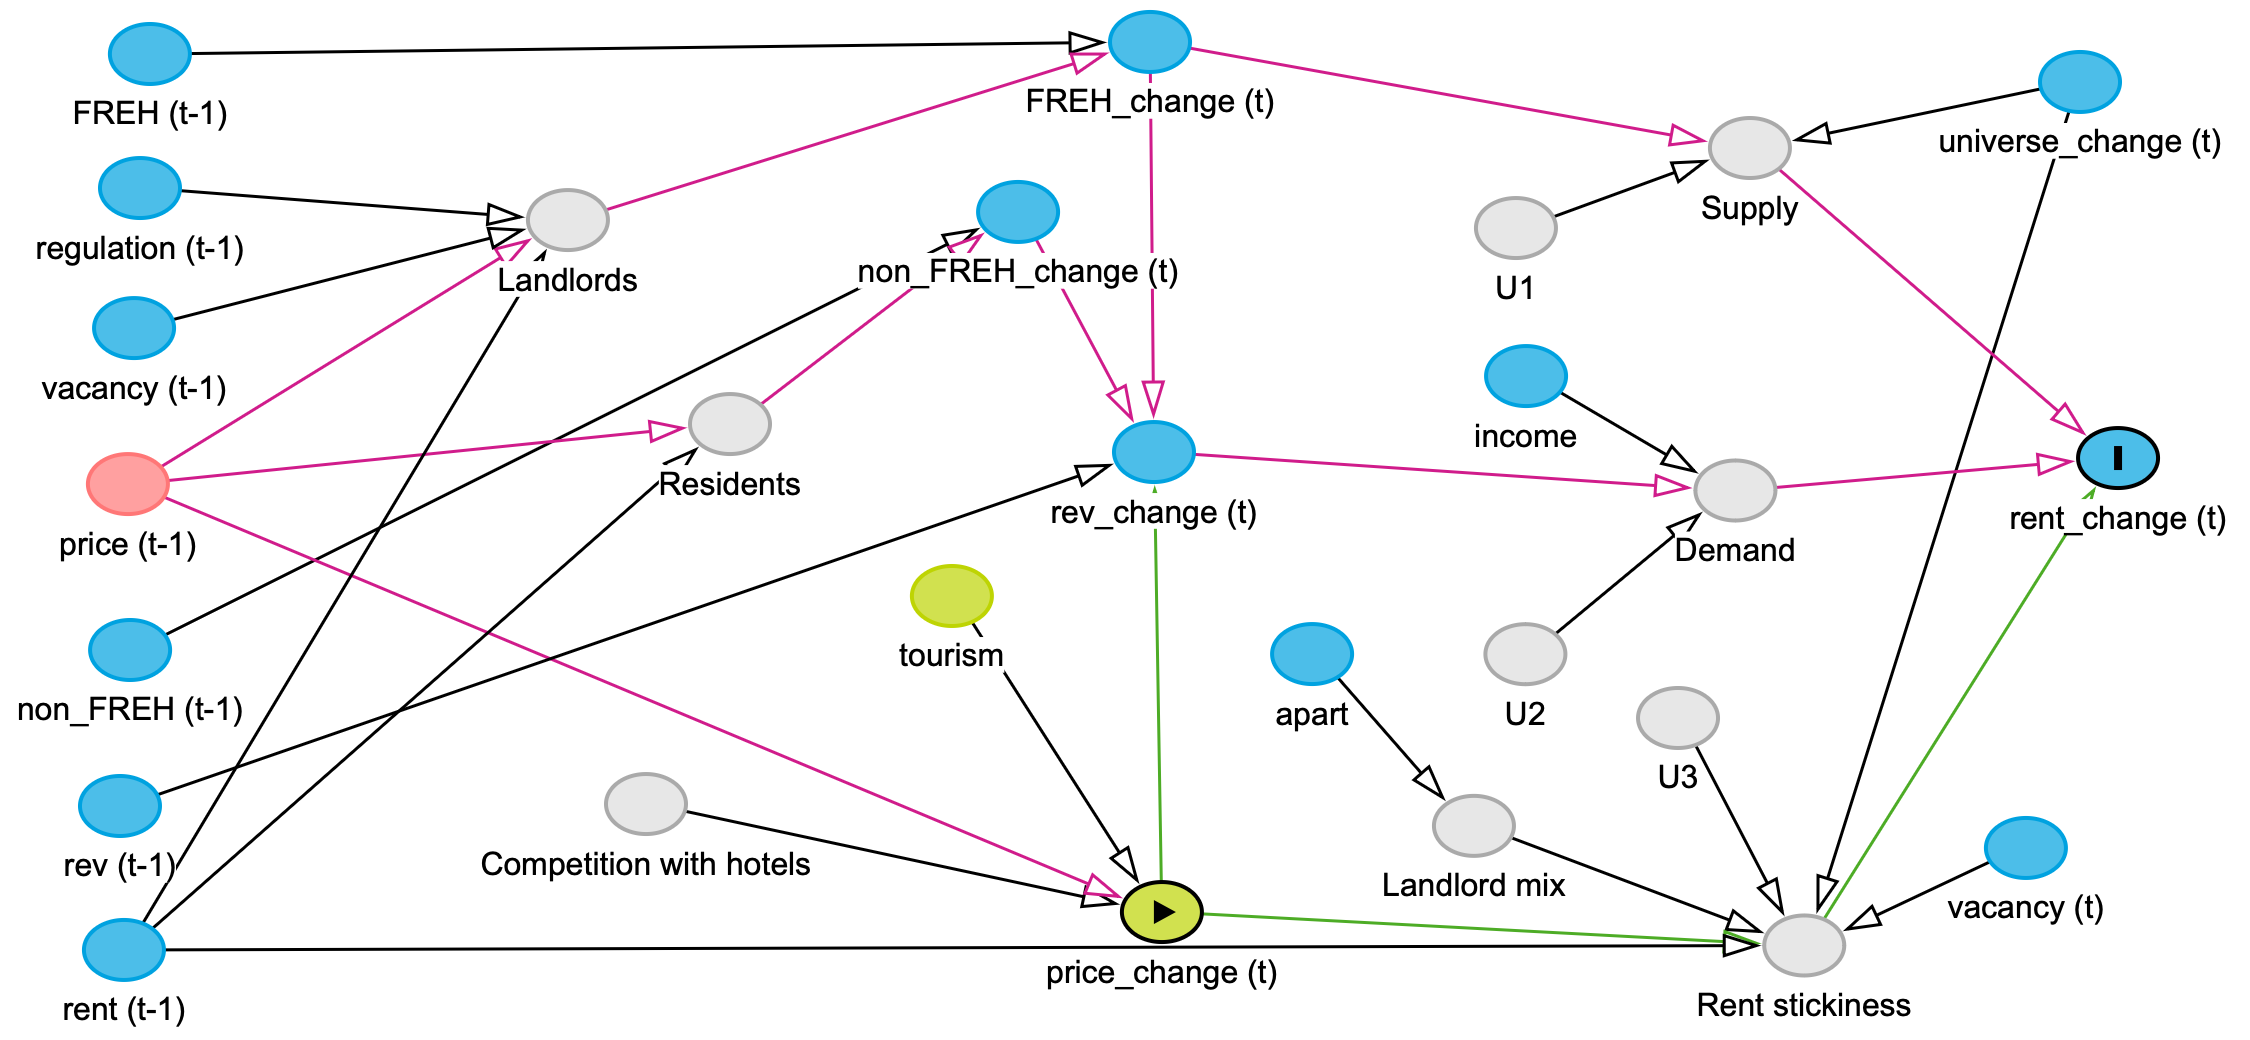 FREH (t-1)
FREH_change (t)
universe_change (t)
regulation (t-1)
Landlords
non_FREH_change (t)
Supply
U1
vacancy (t-1)
income
price (t-1)
Residents
rev_change (t)
Demand
rent_change (t)
tourism
non_FREH (t-1)
apart
U2
U3
rev (t-1)
Competition with hotels
Landlord mix
vacancy (t)
rent (t-1)
price_change (t)
Rent stickiness